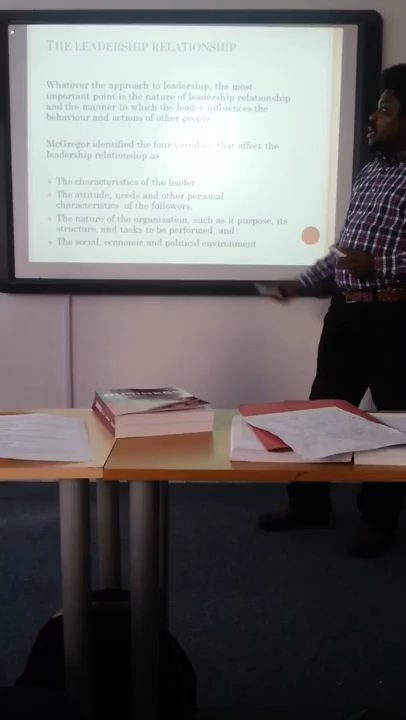 THE LEADERSHIP RELATIONSHIP
Whatever the approach to leadership, the most
important point is the nature of leadership relationship
and the manner in which the leader influences the
behaviour and actions of other people
McGregor identified the four variables that affect the
leadership relationship as
The characteristics of the leader,
The attitude, needs and other personal
characteristics of the followers,
The nature of the organisation, such as it purpose, its
structure, and tasks to be performed, and
The social, economic and political environment
BUSINESS